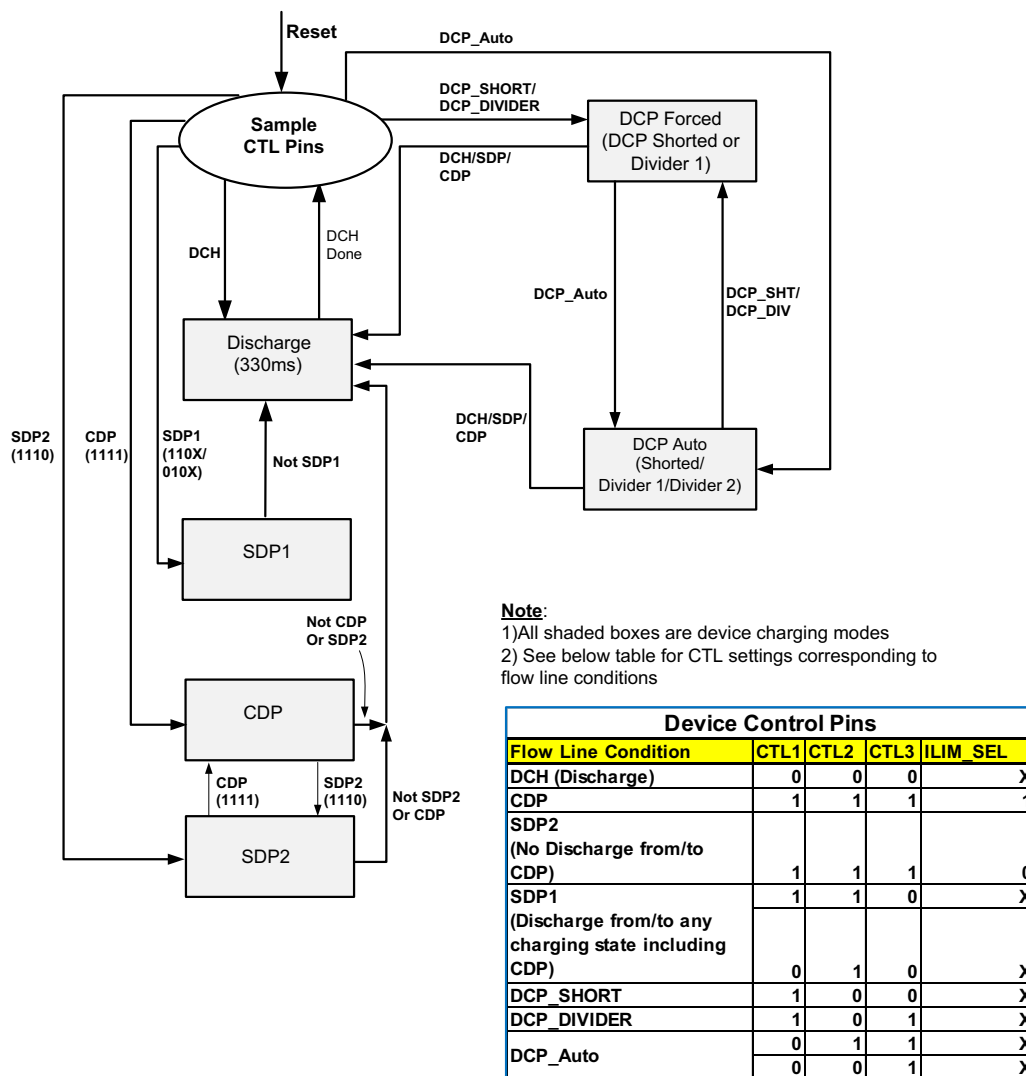 Reset
DCP_Auto
Sample
CTL Pins
DCP_SHORT/
DCP_DIVIDER
DCP Forced
(DCP Shorted or
Divider 1)
DCH/SDP/
CDP
DCH
DCH
Done
DCP_Auto
DCP_SHT/
DCP_DIV
Discharge
(330ms)
SDP2
(1110)
CDP
(1111)
SDP1
(110X/
010X)
Not SDP1
DCH/SDP/
CDP
DCP Auto
(Shorted/
Divider 1/Divider 2)
SDP1
Not CDP
Or SDP2
CDP
CDP
(1111)
SDP2
(1110)
Not SDP2
Or CDP
SDP2
Note:
1)All shaded boxes are device charging modes
2) See below table for CTL settings corresponding to
flow line conditions
Device Control Pins
Flow Line Condition CTL1 CTL2 CTL3 ILIM_SEL
DCH (Discharge) 0 0 0 X
CDP 1 1 1 1
SDP2
(No Discharge from/to
CDP) 1 1 1 0
SDP1 1 1 0 X
(Discharge from/to any
charging state including
CDP) 0 1 0 X
DCP_SHORT 1 0 0 X
DCP_DIVIDER 1 0 1 X
DCP_Auto 0 1 1 X
0 0 1 X